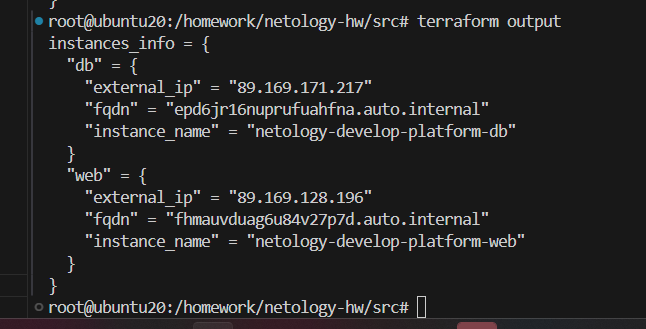 }
root@ubuntu20:/homework/netology-hw/src# terraform output
instances_info = {
  "db" = {
    "external_ip" = "89.169.171.217"
    "fqdn" = "epd6jr16nuprufuahfna.auto.internal"
    "instance_name" = "netology-develop-platform-db"
  }
  "web" = {
    "external_ip" = "89.169.128.196"
    "fqdn" = "fhmauvduag6u84v27p7d.auto.internal"
    "instance_name" = "netology-develop-platform-web"
  }
}
root@ubuntu20:/homework/netology-hw/src#